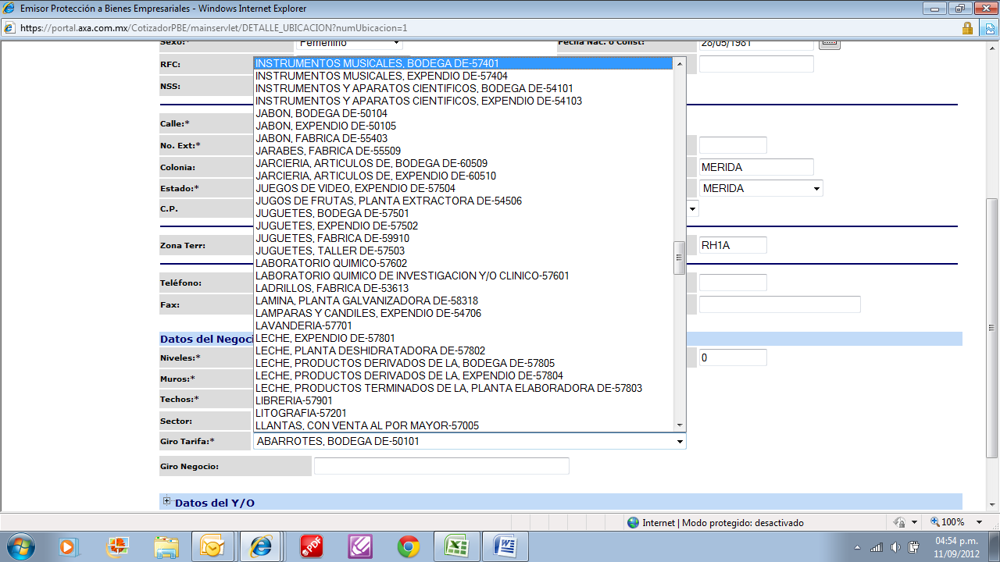 Emisor Protección a Bienes Empresariales - Windows Internet Explorer
https://portal.axa.com.mx/CotizadorPBE/mainservlet/DETALLE_UBICACION?numUbicacion=1
Sexo:* Femenino Fecha Nac. o Const: 28/05/1981
RFC:
NSS:
INSTRUMENTOS MUSICALES, BODEGA DE-57401
INSTRUMENTOS MUSICALES, EXPENDIO DE-57404
INSTRUMENTOS Y APARATOS CIENTIFICOS, BODEGA DE-54101
INSTRUMENTOS Y APARATOS CIENTIFICOS, EXPENDIO DE-54103
JABON, BODEGA DE-50104
JABON, EXPENDIO DE-50105
JABON, FABRICA DE-55403
JARABES, FABRICA DE-55509
JARCIERIA, ARTICULOS DE, BODEGA DE-60509
JARCIERIA, ARTICULOS DE, EXPENDIO DE-60510
JUEGOS DE VIDEO, EXPENDIO DE-57504
JUGOS DE FRUTAS, PLANTA EXTRACTORA DE-54506
JUGUETES, BODEGA DE-57501
JUGUETES, EXPENDIO DE-57502
JUGUETES, FABRICA DE-59910
JUGUETES, TALLER DE-57503
LABORATORIO QUIMICO-57602
LABORATORIO QUIMICO DE INVESTIGACION Y/O CLINICO-57601
LADRILLOS, FABRICA DE-53613
LAMINA, PLANTA GALVANIZADORA DE-58318
LAMPARAS Y CANDILES, EXPENDIO DE-54706
LAVANDERIA-57701
LECHE, EXPENDIO DE-57801
LECHE, PLANTA DESHIDRATADORA DE-57802
LECHE, PRODUCTOS DERIVADOS DE LA, BODEGA DE-57805
LECHE, PRODUCTOS DERIVADOS DE LA, EXPENDIO DE-57804
LECHE, PRODUCTOS TERMINADOS DE LA, PLANTA ELABORADORA DE-57803
LIBRERIA-57901
LITOGRAFIA-57201
LLANTAS, CON VENTA AL POR MAYOR-57005
Calle:*
No. Ext:*
Colonia: MERIDA
Estado:* MERIDA
C.P.
Zona Terr: RH1A
Teléfono:
Fax:
Datos del Negoci
Niveles:* 0
Muros:*
Techos:*
Sector:
Giro Tarifa:* ABARROTES, BODEGA DE-50101
Giro Negocio:
Datos del Y/O
Internet | Modo protegido: desactivado 100%
PDF
04:54 p.m.
11/09/2012